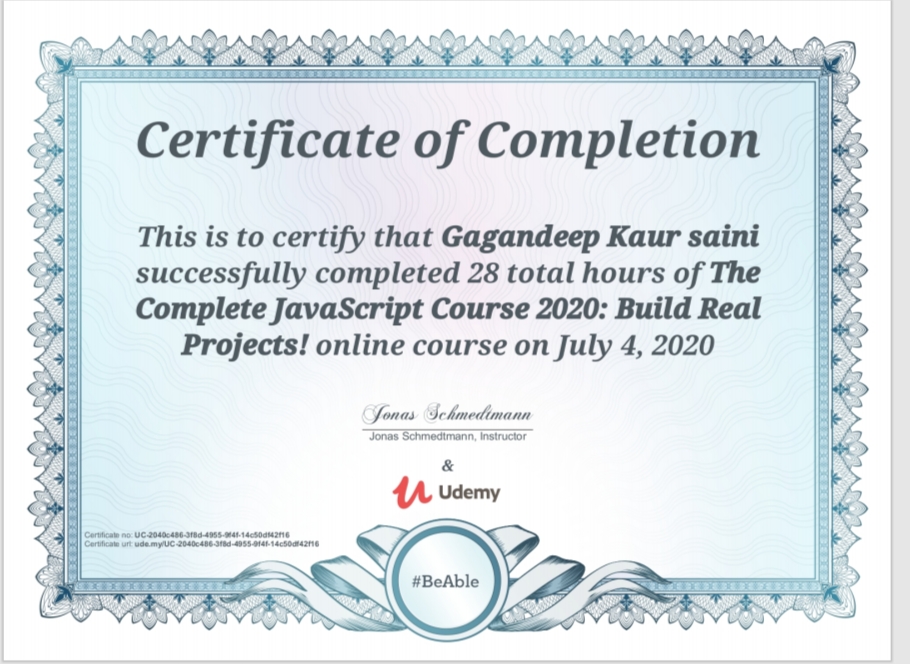 Certificate of Completion
This is to certify that Gagandeep Kaur saini
successfully completed 28 total hours of The
Complete JavaScript Course 2020: Build Real
Projects! online course on July 4, 2020
Jonas Schmedtmann
Jonas Schmedtmann, Instructor
&
Udemy
Certificate no: UC-2040c486-3f8d-4955-9f4f-14c50df42f16
Certificate url: ude.my/UC-2040c486-3f8d-4955-9f4f-14c50df42f16
#BeAble